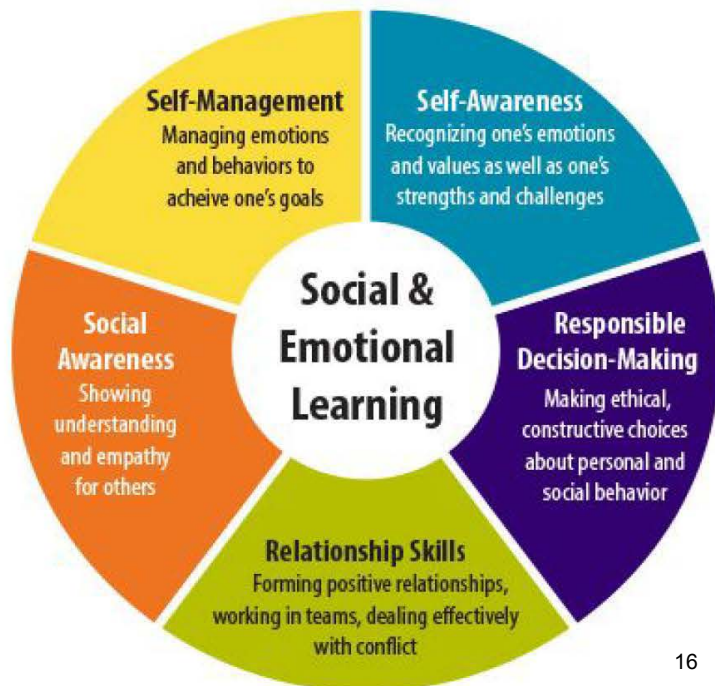 Self-Management
Managing emotions
and behaviors to
acheive one's goals
Self-Awareness
Recognizing one's emotions
and values as well as one's
strengths and challenges
Social &
Emotional
Learning
Social
Awareness
Showing
understanding
and empathy
for others
Responsible
Decision-Making
Making ethical,
constructive choices
about personal and
social behavior
Relationship Skills
Forming positive relationships,
working in teams, dealing effectively
with conflict
16